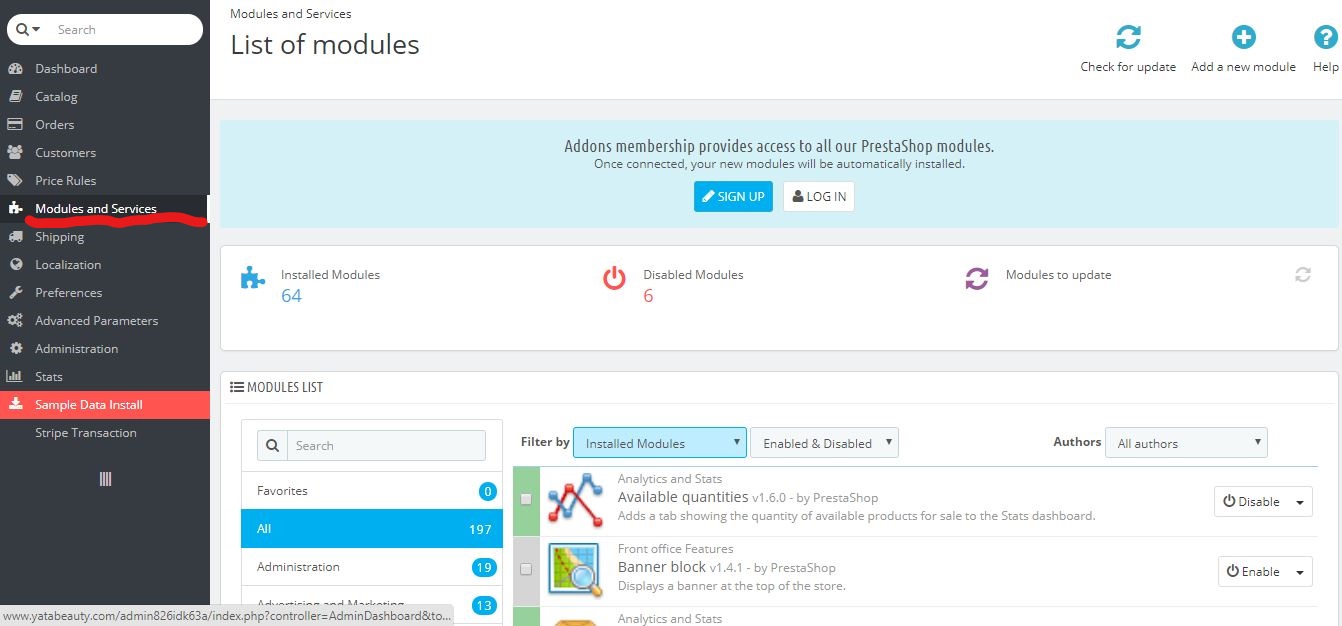 Search
Dashboard
Catalog
Orders
Customers
Price Rules
Modules and Services
Shipping
Localization
Preferences
Advanced Parameters
Administration
Stats
Sample Data Install
Stripe Transaction
www.yatabeauty.com/admin826idk63a/index.php?controller=AdminDashboard&to...
Modules and Services
List of modules
Check for update
Add a new module
Help
Addons membership provides access to all our PrestaShop modules.
Once connected, your new modules will be automatically installed.
SIGN UP LOG IN
Installed Modules
64
Disabled Modules
6
Modules to update
MODULES LIST
Search
Favorites 0
All 197
Administration 19
Advertising and Marketing 13
Filter by Installed Modules Enabled & Disabled Authors All authors
Analytics and Stats
Available quantities v1.6.0 - by PrestaShop
Adds a tab showing the quantity of available products for sale to the Stats dashboard.
Disable
Front office Features
Banner block v1.4.1 - by PrestaShop
Displays a banner at the top of the store.
Enable
Analytics and Stats